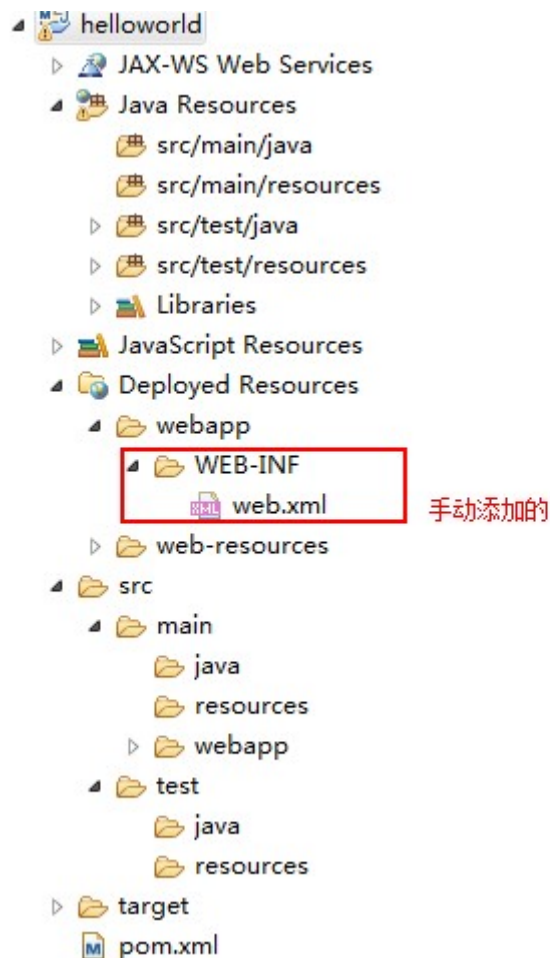 helloworld
JAX-WS Web Services
Java Resources
src/main/java
src/main/resources
src/test/java
src/test/resources
Libraries
JavaScript Resources
Deployed Resources
webapp
WEB-INF
web.xml 手动添加的
web-resources
src
main
java
resources
webapp
test
java
resources
target
pom.xml